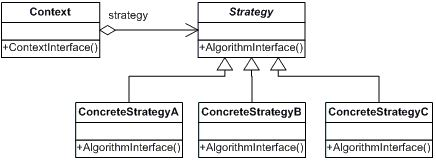 Context
strategy
Strategy
+ContextInterface()
+AlgorithmInterface()
ConcreteStrategyA
ConcreteStrategyB
ConcreteStrategyC
+AlgorithmInterface()
+AlgorithmInterface()
+AlgorithmInterface()